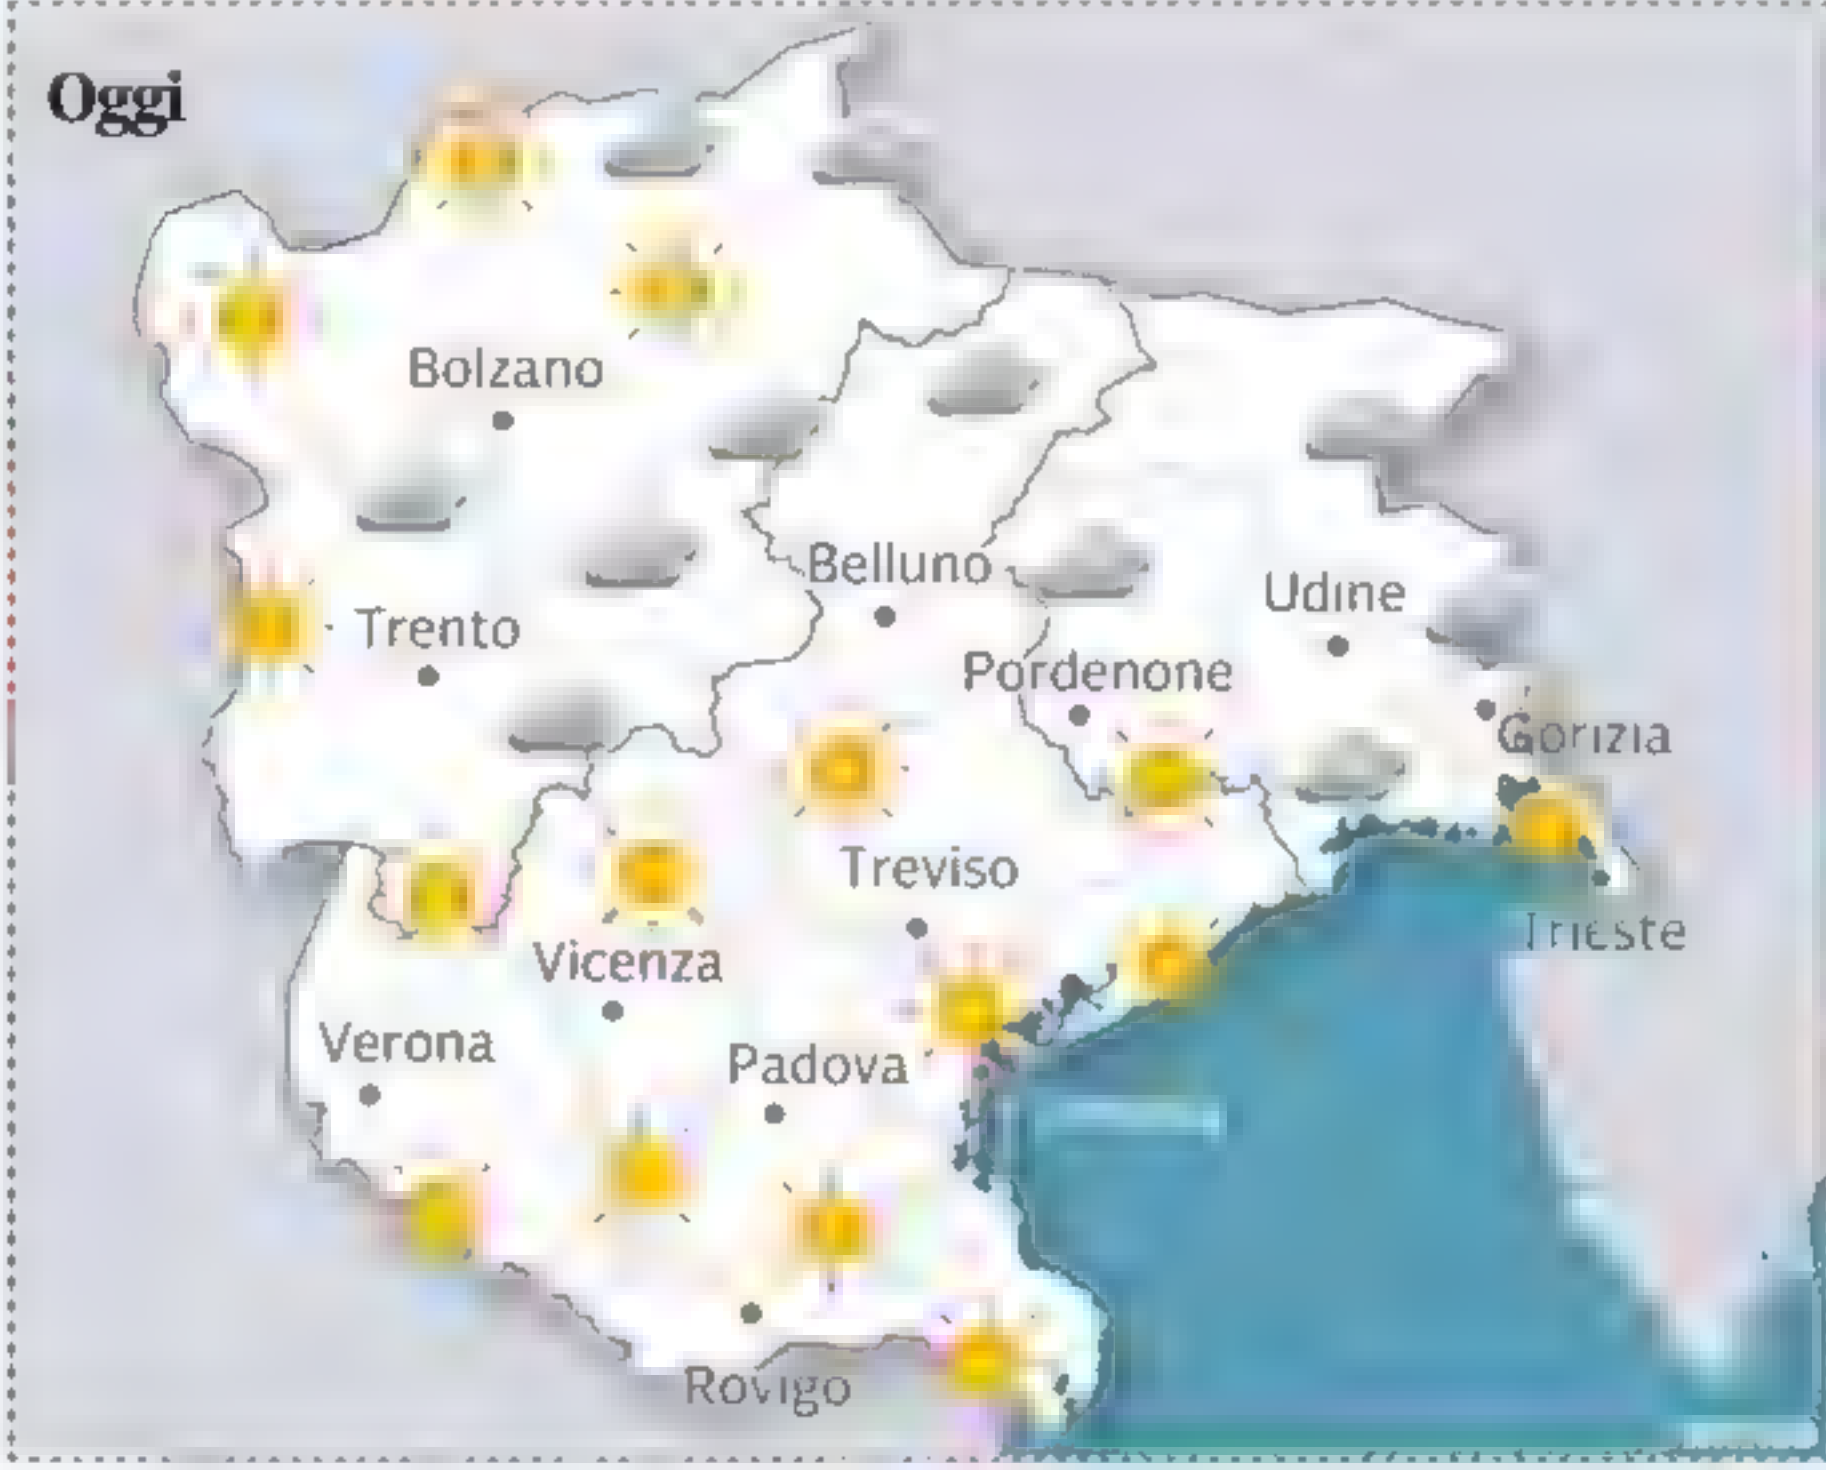 Oggi
Bolzano
Belluno
Udine
Trento
Pordenone
Gorizia
Treviso
Trieste
Vicenza
Verona
Padova
Rovigo